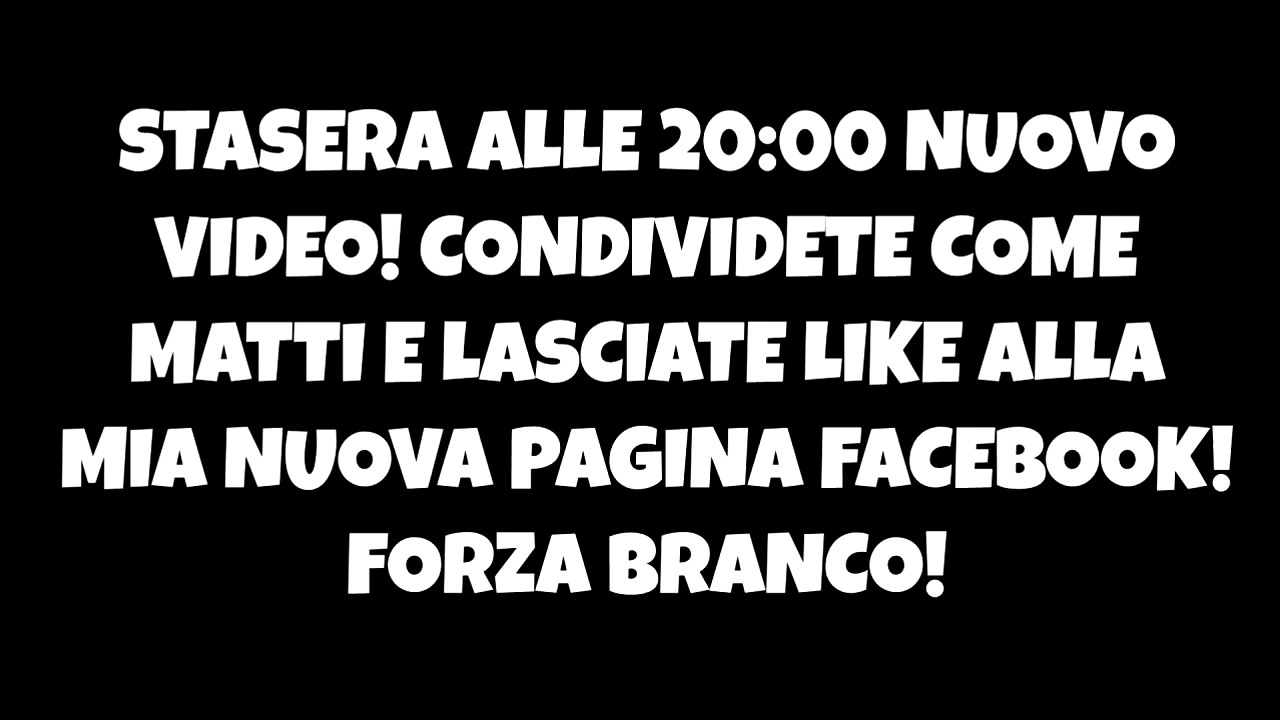 STASERA ALLE 20:00 NUOVO
VIDEO! CONDIVIDETE COME
MATTI E LASCIATE LIKE ALLA
MIA NUOVA PAGINA FACEBOOK!
FORZA BRANCO!